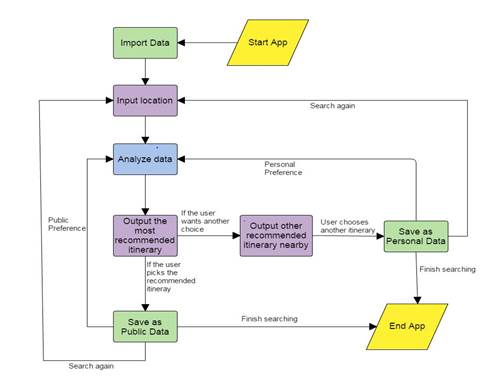 Import Data
Start App
Input location
Search again
Analyze data
Personal
Preference
Public
Preference
Output the
most
recommended
itinerary
If the user
wants another
choice
Output other
recommended
itinerary nearby
User chooses
another itinerary
Save as
Personal Data
If the user
picks the
recommended
itineray
Finish searching
Save as
Public Data
Finish searching
End App
Search again